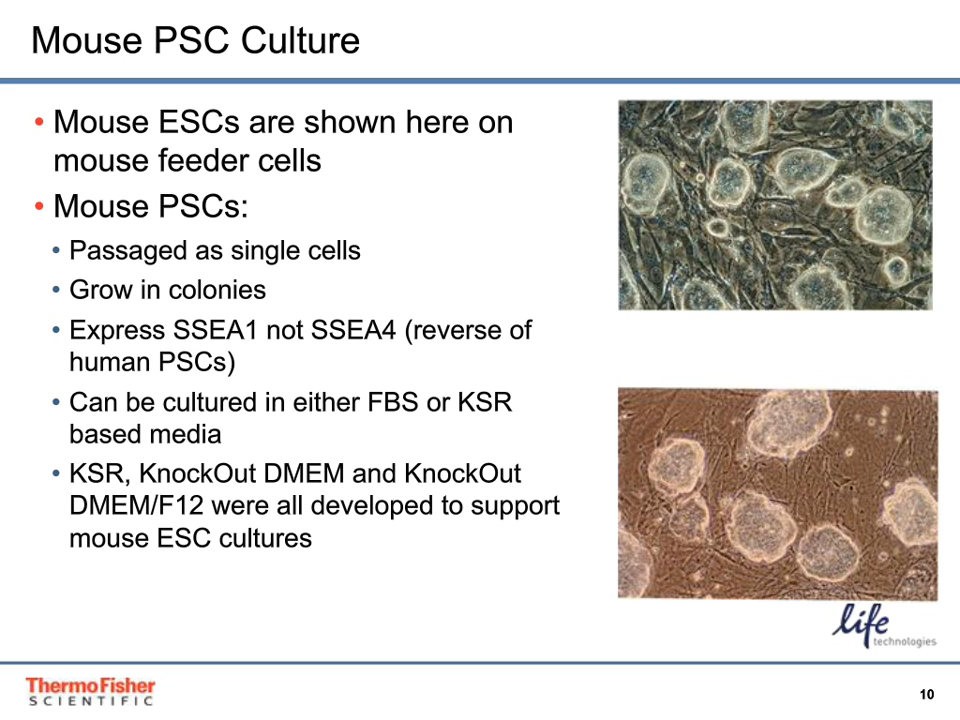 Mouse PSC Culture
• Mouse ESCs are shown here on
mouse feeder cells
• Mouse PSCs:
• Passaged as single cells
• Grow in colonies
• Express SSEA1 not SSEA4 (reverse of
human PSCs)
• Can be cultured in either FBS or KSR
based media
• KSR, KnockOut DMEM and KnockOut
DMEM/F12 were all developed to support
mouse ESC cultures
life
technologies
ThermoFisher
SCIENTIFIC
10